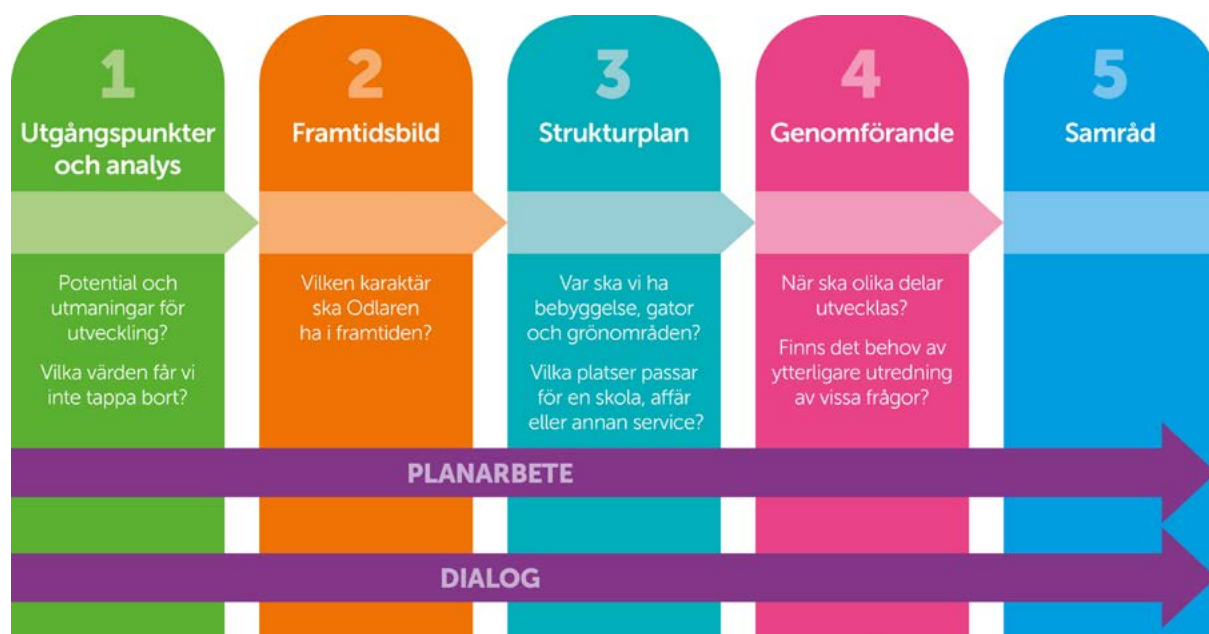 1
Utgångspunkter
och analys
Potential och
utmaningar för
utveckling?
Vilka värden får vi
inte tappa bort?
2
Framtidsbild
Vilken karaktär
ska Odlaren
ha i framtiden?
3
Strukturplan
Var ska vi ha
bebyggelse, gator
och grönområden?
Vilka platser passar
för en skola, affär
eller annan service?
4
Genomförande
När ska olika delar
utvecklas?
Finns det behov av
ytterligare utredning
av vissa frågor?
5
Samråd
PLANARBETE
DIALOG